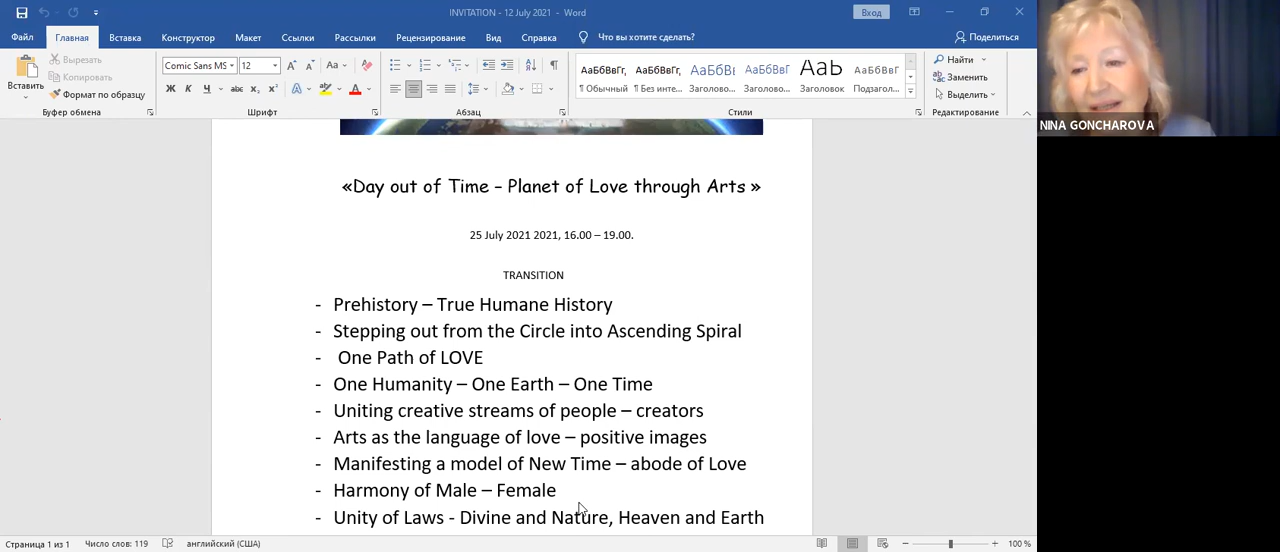 INVITATION - 12 July 2021 - Word
Вход
Файл Главная Вставка Конструктор Макет Ссылки Рассылки Рецензирование Вид Справка Что вы хотите сделать? Поделиться
Вставить
Вырезать
Копировать
Формат по образцу
Буфер обмена
Comic Sans MS 12
Ж К Ч
Шрифт
Абзац
АаБбВвГг, АаБбВвГг, АаБбВı АаБбВвГ Аab АаБбВвГ
¶ Обычный ¶ Без инте... Заголово... Заголово... Заголовок Подзагол...
Стили
Найти
Заменить
Выделить
Редактирование
NINA GONCHAROVA
«Day out of Time – Planet of Love through Arts »
25 July 2021 2021, 16.00 – 19.00.
TRANSITION
- Prehistory – True Humane History
- Stepping out from the Circle into Ascending Spiral
- One Path of LOVE
- One Humanity – One Earth – One Time
- Uniting creative streams of people – creators
- Arts as the language of love – positive images
- Manifesting a model of New Time – abode of Love
- Harmony of Male – Female
- Unity of Laws - Divine and Nature, Heaven and Earth
Страница 1 из 1 Число слов: 119 английский (США) 100 %